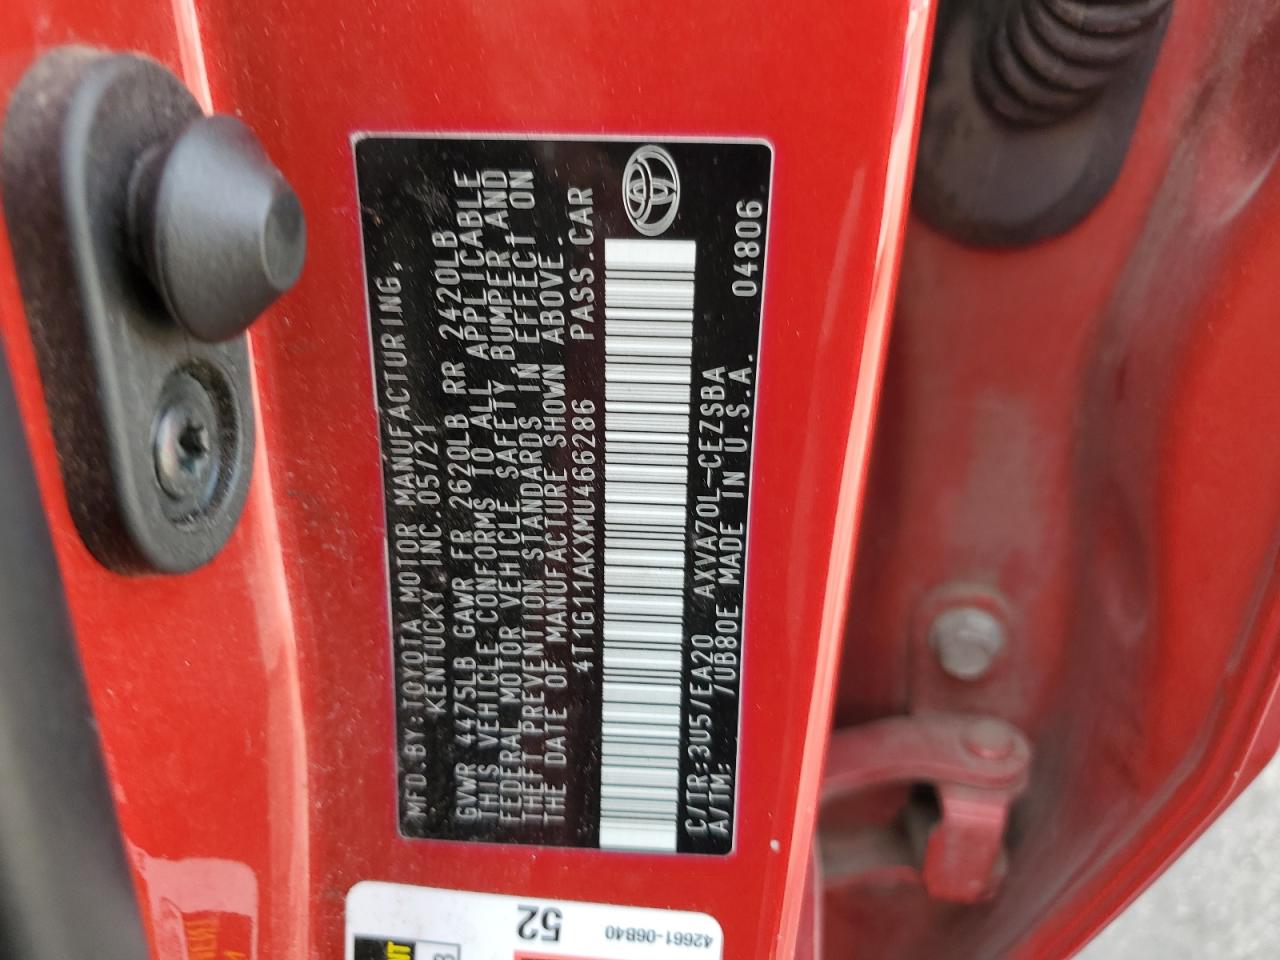 MFD.BY:TOYOTA MOTOR MANUFACTURING,
KENTUCKY INC.05/21
GVWR 4475LB GAWR FR 2620LB RR 2420LB
THIS VEHICLE CONFORMS TO ALL APPLICABLE
FEDERAL MOTOR VEHICLE SAFETY,BUMPER,AND
THEFT PREVENTION STANDARDS IN EFFECT ON
THE DATE OF MANUFACTURE SHOWN ABOVE.
4T1G11AKXMU466286 PASS.CAR
C/TR:3U5/EA20 AXVA70L-CEZSBA 04806
A/TM: /UB80E MADE IN U.S.A.
52
42661-06B40